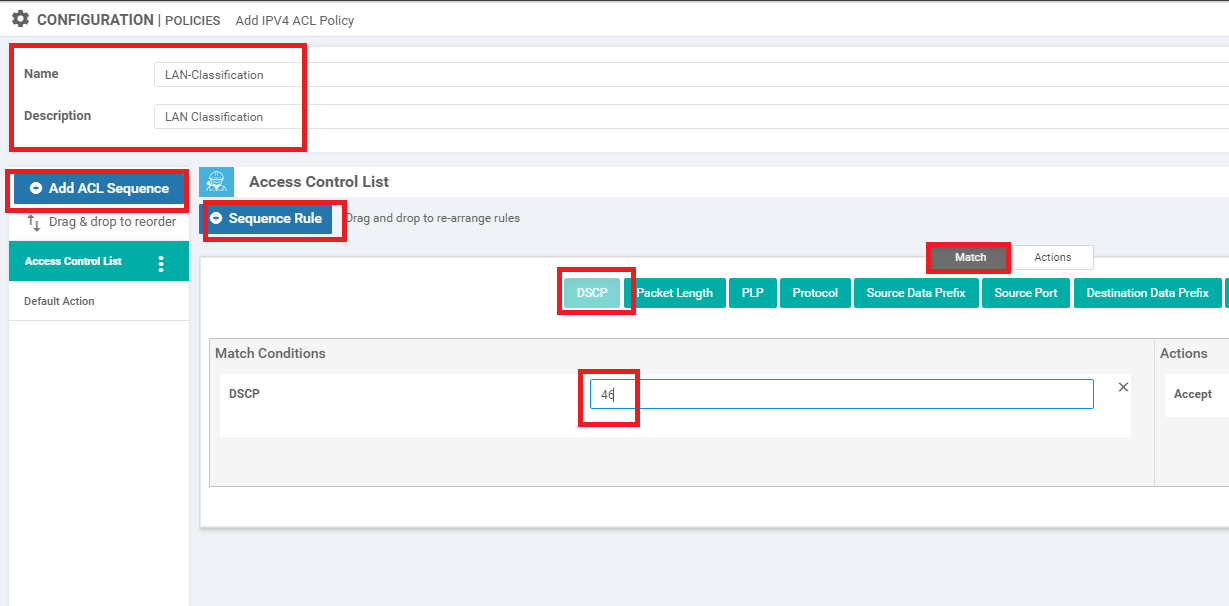 CONFIGURATION | POLICIES Add IPV4 ACL Policy
Name LAN-Classification
Description LAN Classification
Add ACL Sequence
Drag & drop to reorder
Access Control List
Default Action
Access Control List
Sequence Rule Drag and drop to re-arrange rules
Match Actions
DSCP Packet Length PLP Protocol Source Data Prefix Source Port Destination Data Prefix
Match Conditions Actions
DSCP 46 Accept